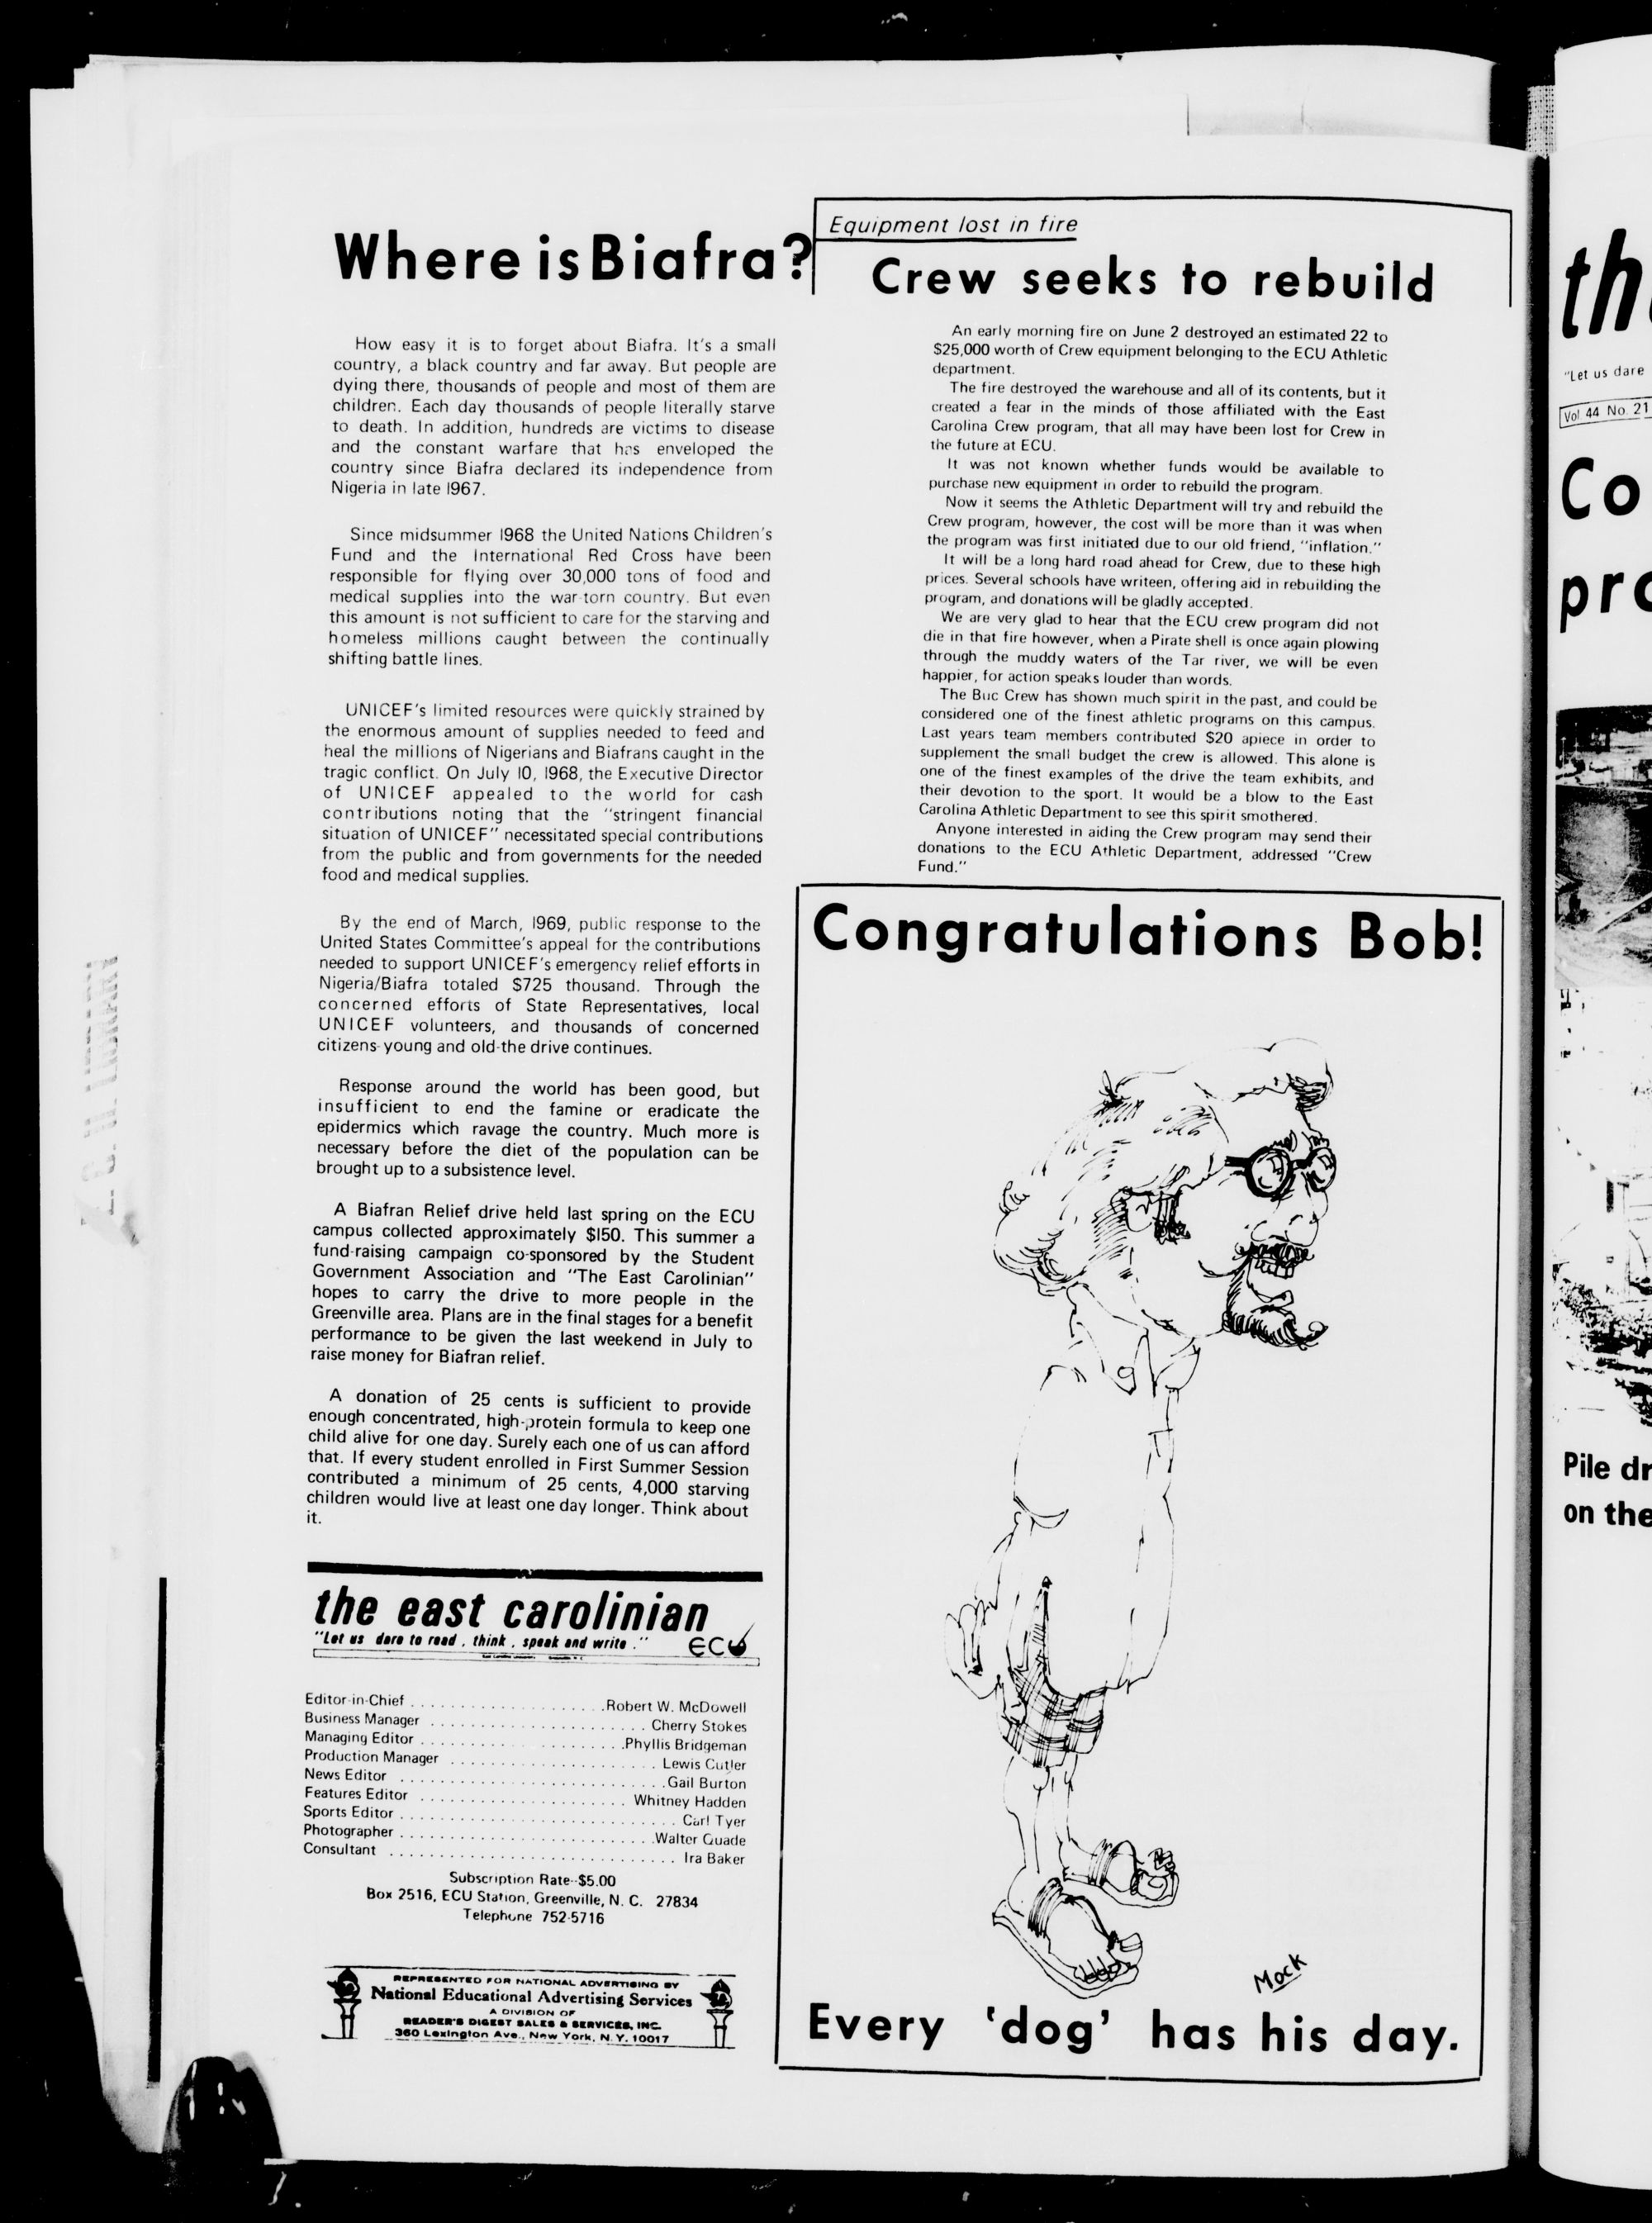 Where is Biafra?
How easy it is to forget about Biafra. It's a small
country, a black country and far away. But people are
dying there, thousands of people and most of them are
children. Each day thousands of people literally starve
to death. In addition, hundreds are victims to disease
and the constant warfare that has enveloped the
country since Biafra declared its independence from
Nigeria in late 1967.
Since midsummer 1968 the United Nations Children's
Fund and the International Red Cross have been
responsible for flying over 30,000 tons of food and
medical supplies into the war-torn country. But even
this amount is not sufficient to care for the starving and
homeless millions caught between the continually
shifting battle lines.
UNICEF's limited resources were quickly strained by
the enormous amount of supplies needed to feed and
heal the millions of Nigerians and Biafrans caught in the
tragic conflict. On July 10, 1968, the Executive Director
of UNICEF appealed to the world for cash
contributions noting that the "stringent financial
situation of UNICEF" necessitated special contributions
from the public and from governments for the needed
food and medical supplies.
By the end of March, 1969, public response to the
United States Committee's appeal for the contributions
needed to support UNICEF's emergency relief efforts in
Nigeria/Biafra totaled $725 thousand. Through the
concerned efforts of State Representatives, local
UNICEF volunteers, and thousands of concerned
citizens-young and old-the drive continues.
Response around the world has been good, but
insufficient to end the famine or eradicate the
epidermics which ravage the country. Much more is
necessary before the diet of the population can be
brought up to a subsistence level.
A Biafran Relief drive held last spring on the ECU
campus collected approximately $150. This summer a
fund-raising campaign co-sponsored by the Student
Government Association and "The East Carolinian"
hopes to carry the drive to more people in the
Greenville area. Plans are in the final stages for a benefit
performance to be given the last weekend in July to
raise money for Biafran relief.
A donation of 25 cents is sufficient to provide
enough concentrated, high-protein formula to keep one
child alive for one day. Surely each one of us can afford
that. If every student enrolled in First Summer Session
contributed a minimum of 25 cents, 4,000 starving
children would live at least one day longer. Think about
it.
the east carolinian
"Let us dare to read, think, speak and write."
ECU
Editor-in-Chief . . . . . . . . . . . . . . . . . . . .Robert W. McDowell
Business Manager . . . . . . . . . . . . . . . . . . . . . . Cherry Stokes
Managing Editor . . . . . . . . . . . . . . . . . . . . .Phyllis Bridgeman
Production Manager . . . . . . . . . . . . . . . . . . . . . Lewis Cutler
News Editor . . . . . . . . . . . . . . . . . . . . . . . . . . .Gail Burton
Features Editor . . . . . . . . . . . . . . . . . . . . . Whitney Hadden
Sports Editor . . . . . . . . . . . . . . . . . . . . . . . . . . . . Carl Tyer
Photographer . . . . . . . . . . . . . . . . . . . . . . . . . .Walter Quade
Consultant . . . . . . . . . . . . . . . . . . . . . . . . . . . . . Ira Baker
Subscription Rate--$5.00
Box 2516, ECU Station, Greenville, N. C. 27834
Telephone 752-5716
REPRESENTED FOR NATIONAL ADVERTISING BY
National Educational Advertising Services
A DIVISION OF
READER'S DIGEST SALES & SERVICES, INC.
360 Lexington Ave., New York, N. Y. 10017
Equipment lost in fire
Crew seeks to rebuild
An early morning fire on June 2 destroyed an estimated 22 to
$25,000 worth of Crew equipment belonging to the ECU Athletic
department.
The fire destroyed the warehouse and all of its contents, but it
created a fear in the minds of those affiliated with the East
Carolina Crew program, that all may have been lost for Crew in
the future at ECU.
It was not known whether funds would be available to
purchase new equipment in order to rebuild the program.
Now it seems the Athletic Department will try and rebuild the
Crew program, however, the cost will be more than it was when
the program was first initiated due to our old friend, "inflation."
It will be a long hard road ahead for Crew, due to these high
prices. Several schools have writeen, offering aid in rebuilding the
program, and donations will be gladly accepted.
We are very glad to hear that the ECU crew program did not
die in that fire however, when a Pirate shell is once again plowing
through the muddy waters of the Tar river, we will be even
happier, for action speaks louder than words.
The Buc Crew has shown much spirit in the past, and could be
considered one of the finest athletic programs on this campus.
Last years team members contributed $20 apiece in order to
supplement the small budget the crew is allowed. This alone is
one of the finest examples of the drive the team exhibits, and
their devotion to the sport. It would be a blow to the East
Carolina Athletic Department to see this spirit smothered.
Anyone interested in aiding the Crew program may send their
donations to the ECU Athletic Department, addressed "Crew
Fund."
Congratulations Bob!
Mock
Every 'dog' has his day.
"Let us dare
Vol 44 No. 21
Co
Pile
on the